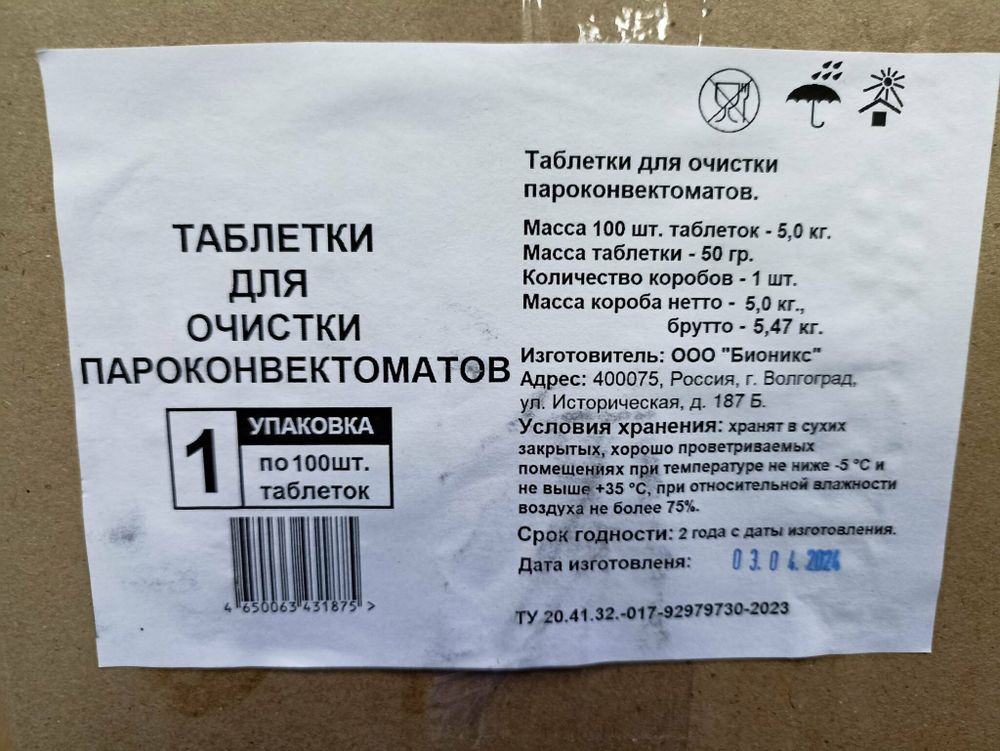 ТАБЛЕТКИ
ДЛЯ
ОЧИСТКИ
ПАРОКОНВЕКТОМАТОВ
1
УПАКОВКА
по 100шт.
таблеток
4 650063 431875 >
Таблетки для очистки
пароконвектоматов.
Масса 100 шт. таблеток - 5,0 кг.
Масса таблетки - 50 гр.
Количество коробов - 1 шт.
Масса короба нетто - 5,0 кг.,
брутто - 5,47 кг.
Изготовитель: ООО "Бионикс"
Адрес: 400075, Россия, г. Волгоград,
ул. Историческая, д. 187 Б.
Условия хранения: хранят в сухих
закрытых, хорошо проветриваемых
помещениях при температуре не ниже -5 °С и
не выше +35 °С, при относительной влажности
воздуха не более 75%.
Срок годности: 2 года с даты изготовления.
Дата изготовленя: 03.04.2024
ТУ 20.41.32.-017-92979730-2023